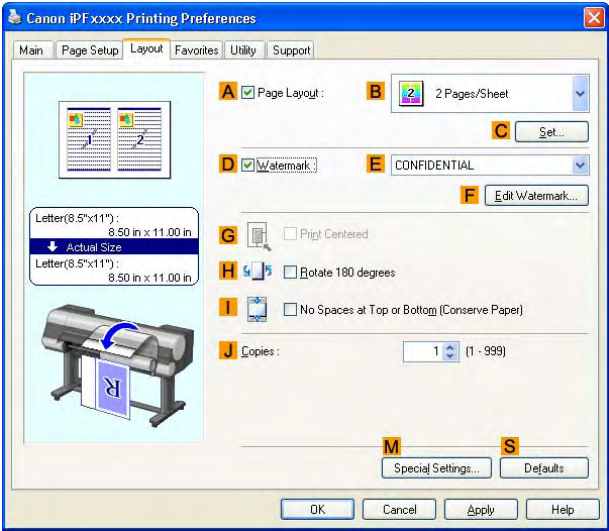 Canon iPFxxxx Printing Preferences
Main Page Setup Layout Favorites Utility Support
A Page Layout : B 2 2 Pages/Sheet
C Set...
1 2
D Watermark : E CONFIDENTIAL
F Edit Watermark...
Letter(8.5"x11") :
8.50 in x 11.00 in
Actual Size
Letter(8.5"x11") :
8.50 in x 11.00 in
G Print Centered
H Rotate 180 degrees
I No Spaces at Top or Bottom (Conserve Paper)
J Copies : 1 (1 - 999)
R
M S
Special Settings... Defaults
OK Cancel Apply Help